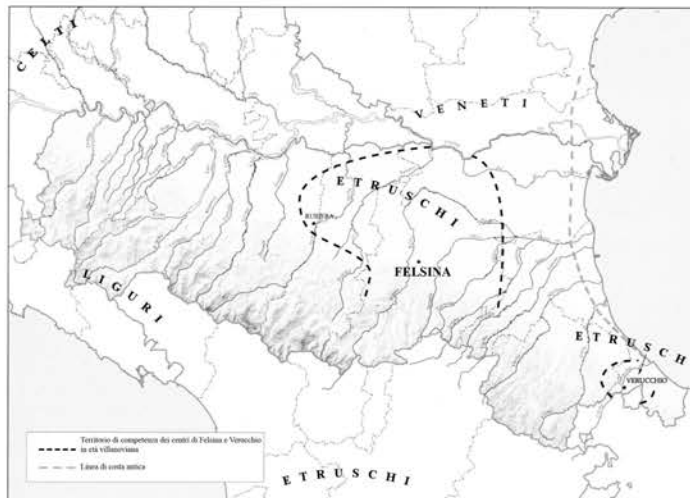 CELTI
VENETI
ETRUSCHI
RUBIERA
FELSINA
LIGURI
ETRUSCH
VERUCCHIO
Territorio di competenza dei centri di Felsina e Verucchio
in età villanoviana
Linea di costa antica
ETRUSCHI